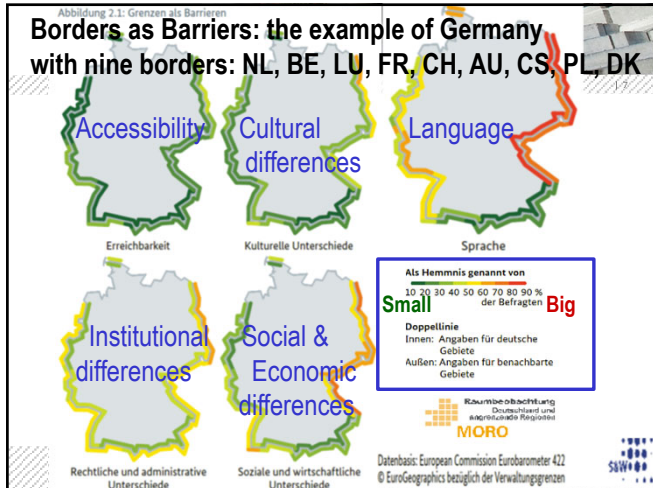 Abbildung 2.1: Grenzen als Barrieren
Borders as Barriers: the example of Germany
with nine borders: NL, BE, LU, FR, CH, AU, CS, PL, DK
7
Accessibility
Cultural
differences
Language
Erreichbarkeit
Kulturelle Unterschiede
Sprache
Institutional
differences
Social &
Economic
differences
Rechtliche und administrative
Unterschiede
Soziale und wirtschaftliche
Unterschiede
Als Hemmnis genannt von
10 20 30 40 50 60 70 80 90 %
der Befragten
Small
Big
Doppellinie
Innen: Angaben für deutsche
Gebiete
Außen: Angaben für benachbarte
Gebiete
Raumbeobachtung
Deutschland und
angrenzende Regionen
MORO
Datenbasis: European Commission Eurobarometer 422
© EuroGeographics bezüglich der Verwaltungsgrenzen
S&W